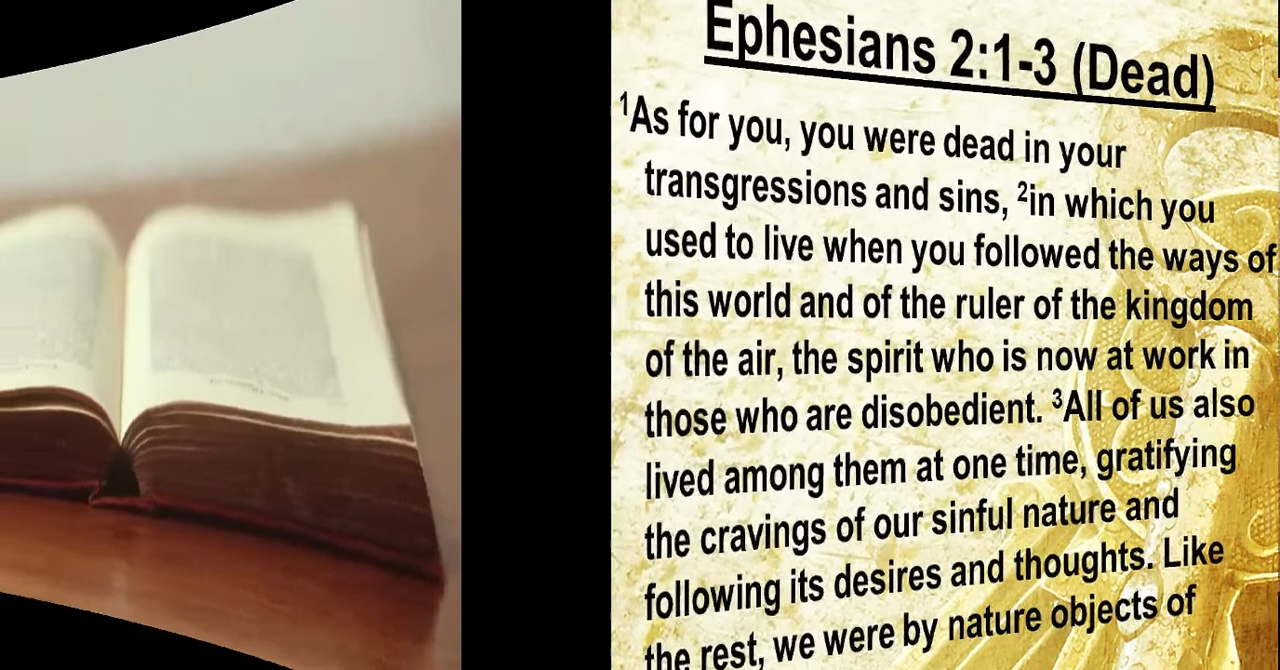 Ephesians 2:1-3 (Dead)
¹As for you, you were dead in your
transgressions and sins, ²in which you
used to live when you followed the ways of
this world and of the ruler of the kingdom
of the air, the spirit who is now at work in
those who are disobedient. ³All of us also
lived among them at one time, gratifying
the cravings of our sinful nature and
following its desires and thoughts. Like
the rest, we were by nature objects of